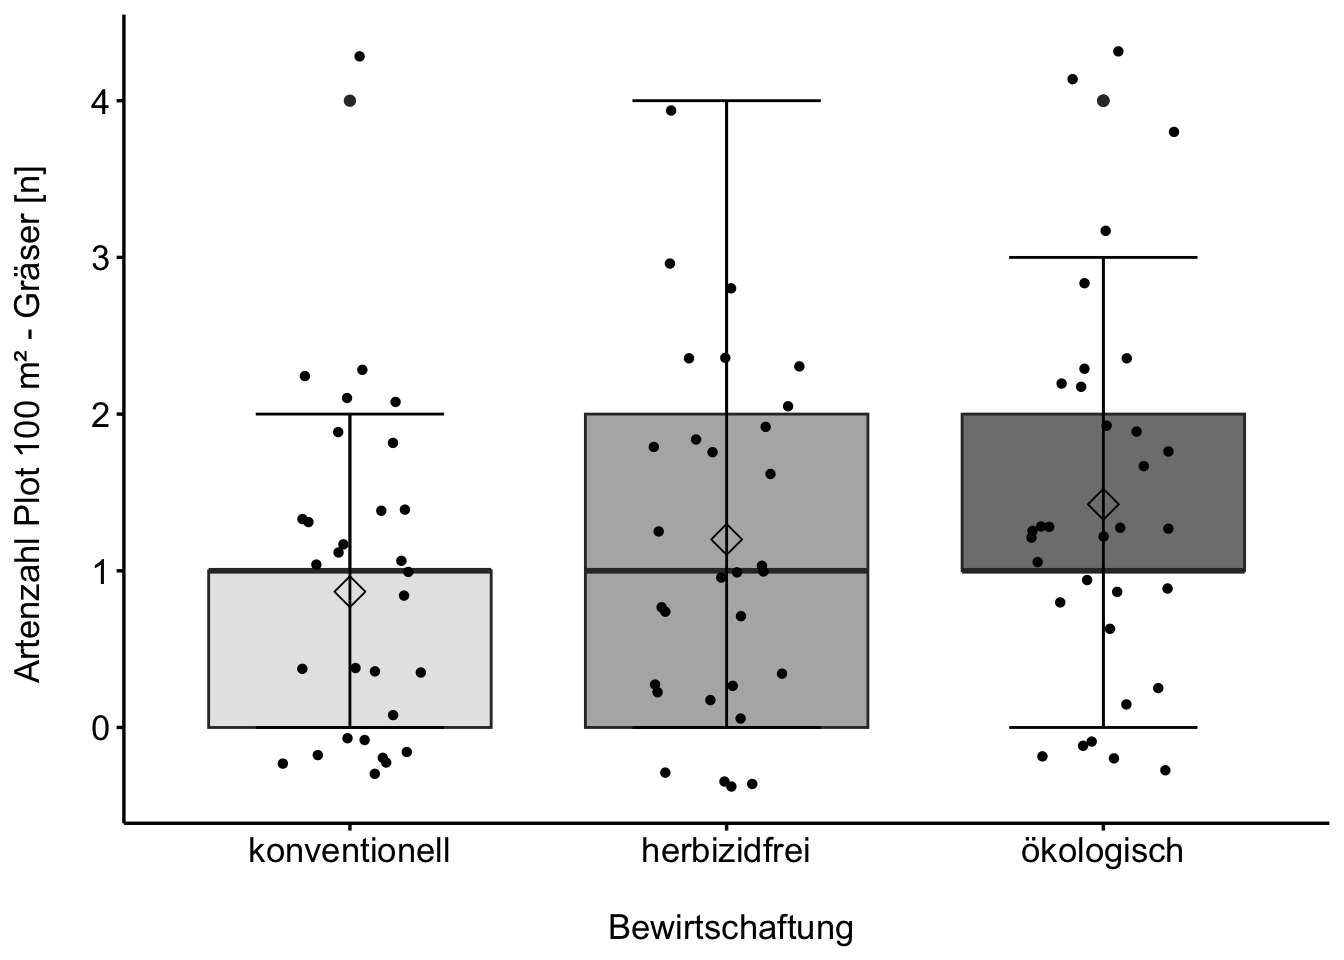 Artenzahl Plot 100 m² - Gräser [n]
4
3
2
1
0
konventionell herbizidfrei ökologisch
Bewirtschaftung